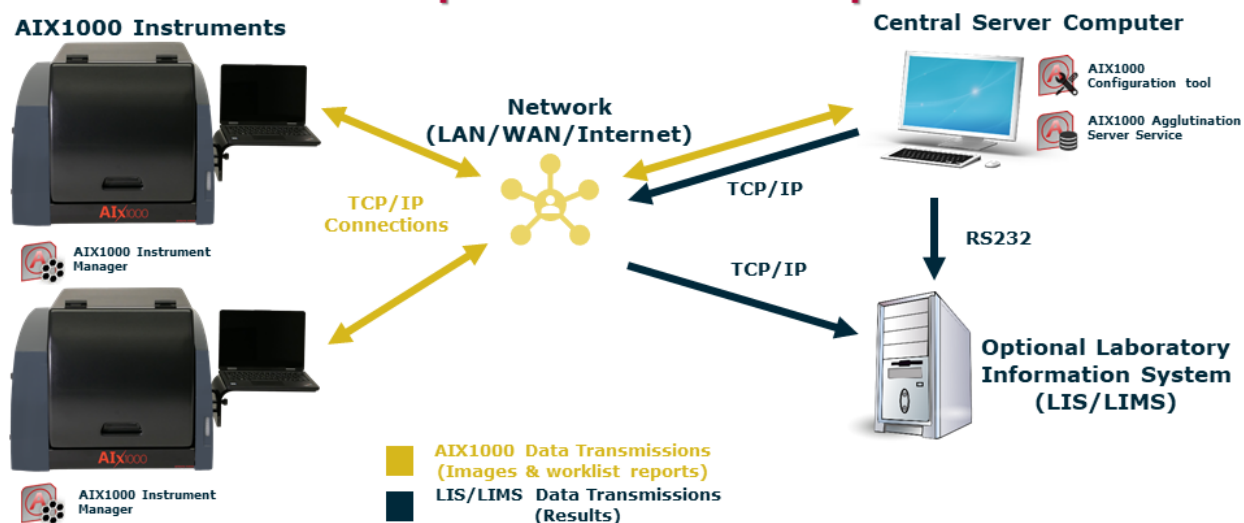 AIX1000 Instruments
Central Server Computer
AIX1000
Configuration tool
AIX1000 Agglutination
Server Service
Network
(LAN/WAN/Internet)
TCP/IP
Connections
TCP/IP
AIx1000
AIX1000 Instrument
Manager
RS232
TCP/IP
Optional Laboratory
Information System
(LIS/LIMS)
AIx1000
AIX1000 Data Transmissions
(Images & worklist reports)
LIS/LIMS Data Transmissions
(Results)
AIX1000 Instrument
Manager